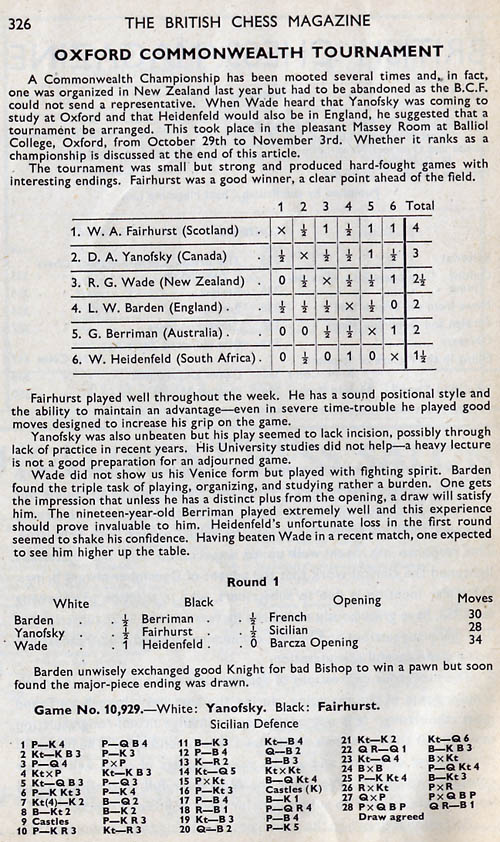 326 THE BRITISH CHESS MAGAZINE
OXFORD COMMONWEALTH TOURNAMENT
A Commonwealth Championship has been mooted several times and, in fact,
one was organized in New Zealand last year but had to be abandoned as the B.C.F.
could not send a representative. When Wade heard that Yanofsky was coming to
study at Oxford and that Heidenfeld would also be in England, he suggested that a
tournament be arranged. This took place in the pleasant Massey Room at Balliol
College, Oxford, from October 29th to November 3rd. Whether it ranks as a
championship is discussed at the end of this article.
The tournament was small but strong and produced hard-fought games with
interesting endings. Fairhurst was a good winner, a clear point ahead of the field.
1 2 3 4 5 6 Total
1. W. A. Fairhurst (Scotland) . × ½ 1 ½ 1 1 4
2. D. A. Yanofsky (Canada) . ½ × ½ ½ 1 ½ 3
3. R. G. Wade (New Zealand) . 0 ½ × ½ ½ 1 2½
4. L. W. Barden (England) . . ½ ½ ½ × ½ 0 2
5. G. Berriman (Australia) . . 0 0 ½ ½ × 1 2
6. W. Heidenfeld (South Africa) . 0 ½ 0 1 0 × 1½
Fairhurst played well throughout the week. He has a sound positional style and
the ability to maintain an advantage—even in severe time-trouble he played good
moves designed to increase his grip on the game.
Yanofsky was also unbeaten but his play seemed to lack incision, possibly through
lack of practice in recent years. His University studies did not help—a heavy lecture
is not a good preparation for an adjourned game.
Wade did not show us his Venice form but played with fighting spirit. Barden
found the triple task of playing, organizing, and studying rather a burden. One gets
the impression that unless he has a distinct plus from the opening, a draw will satisfy
him. The nineteen-year-old Berriman played extremely well and this experience
should prove invaluable to him. Heidenfeld's unfortunate loss in the first round
seemed to shake his confidence. Having beaten Wade in a recent match, one expected
to see him higher up the table.
Round 1
White Black Opening Moves
Barden . . ½ Berriman . . ½ French 30
Yanofsky . . ½ Fairhurst . . ½ Sicilian 28
Wade . . 1 Heidenfeld . . 0 Barcza Opening 34
Barden unwisely exchanged good Knight for bad Bishop to win a pawn but soon
found the major-piece ending was drawn.
Game No. 10,929.—White: Yanofsky. Black: Fairhurst.
Sicilian Defence
1 P—K 4 P—Q B 4
2 Kt—K B 3 P—K 3
3 P—Q 4 P×P
4 Kt×P Kt—K B 3
5 Kt—Q B 3 P—Q 3
6 P—K Kt 3 P—K 4
7 Kt(4)—K 2 B—Q 2
8 B—Kt 2 B—K 2
9 Castles P—K R 3
10 P—K R 3 Kt—R 3
11 B—K 3 Kt—B 4
12 P—B 4 Q—B 2
13 K—R 2 B—B 3
14 Kt—Q 5 Kt×Kt
15 P×Kt B—Q Kt 4
16 P—Kt 3 Castles (K)
17 P—B 4 B—K 1
18 R—B 1 P—Q R 4
19 Kt—B 3 P—B 4
20 Q—B 2 P—K 5
21 Kt—K 2 Kt—Q 6
22 Q R—Q 1 B—K B 3
23 Kt—Q 4 B×Kt
24 B×B P—Q Kt 4
25 P—K Kt 4 B—Kt 3
26 R×Kt P×R
27 Q×P P×Q B P
28 P×Q B P Q R—B 1
Draw agreed